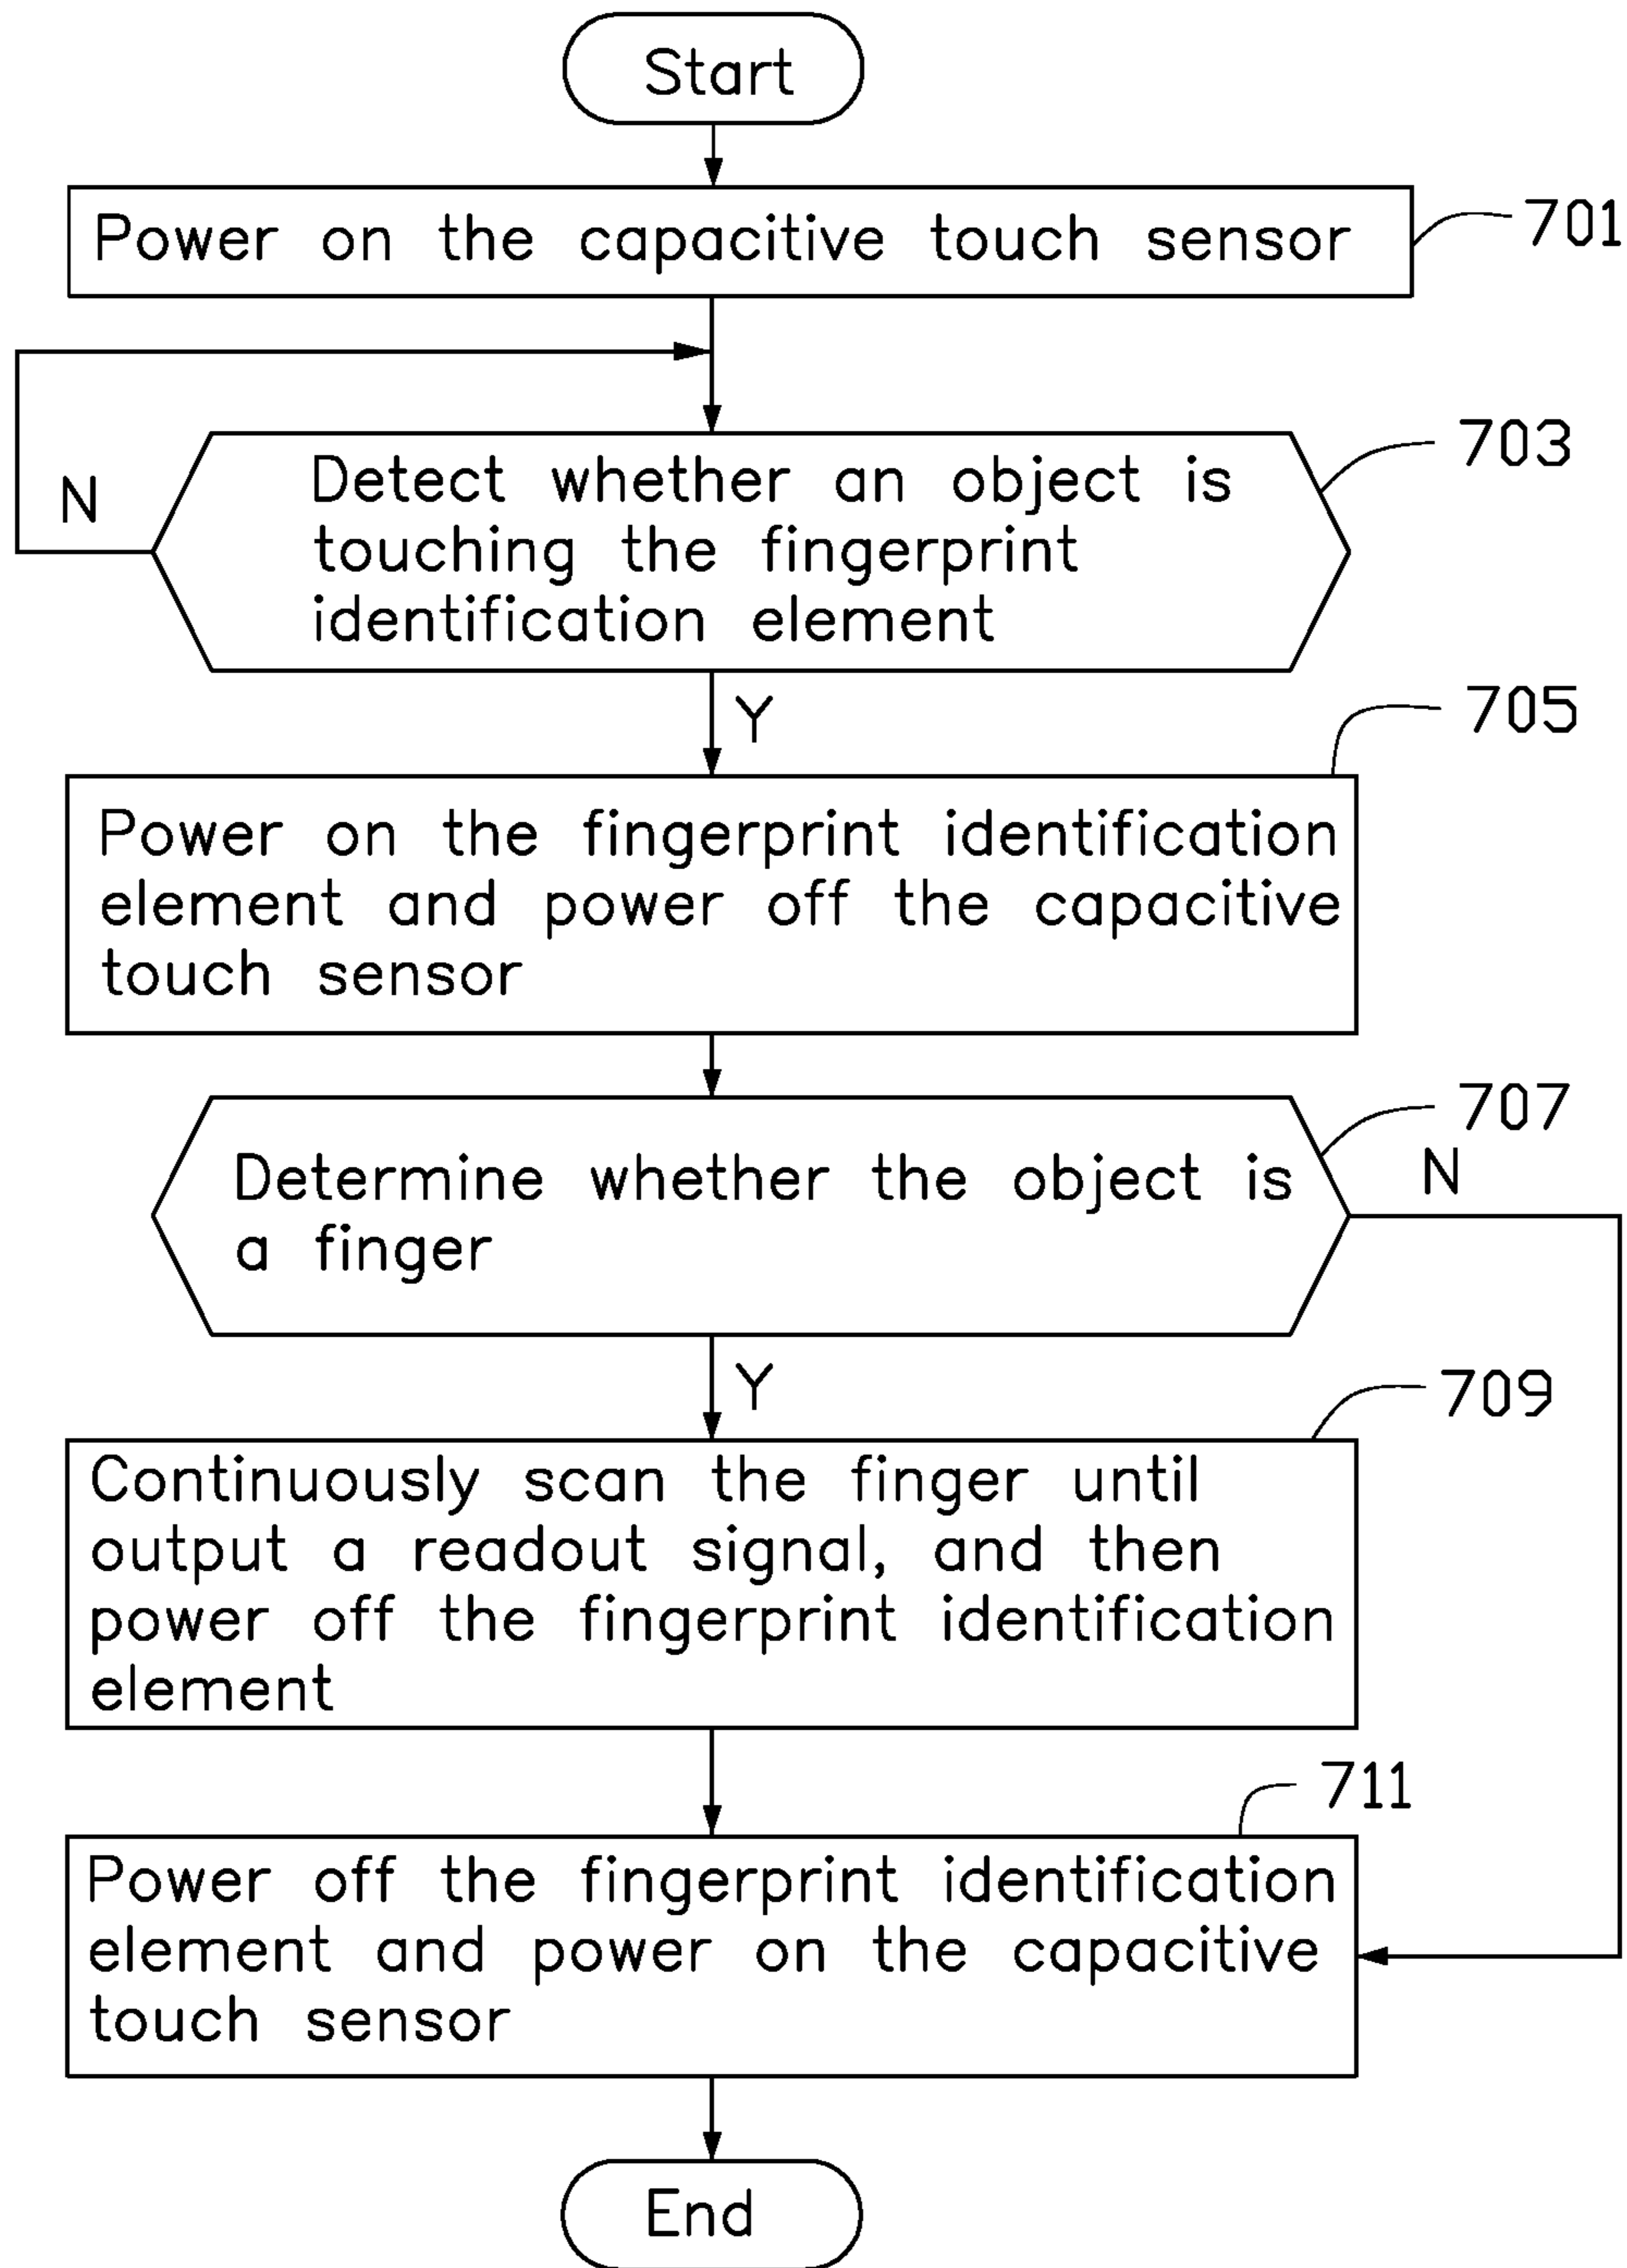 Start
Power on the capacitive touch sensor
701
703
Detect whether an object is
touching the fingerprint
identification element
N
Y
705
Power on the fingerprint identification
element and power off the capacitive
touch sensor
707
N
Determine whether the object is
a finger
Y
709
Continuously scan the finger until
output a readout signal, and then
power off the fingerprint identification
element
711
Power off the fingerprint identification
element and power on the capacitive
touch sensor
End